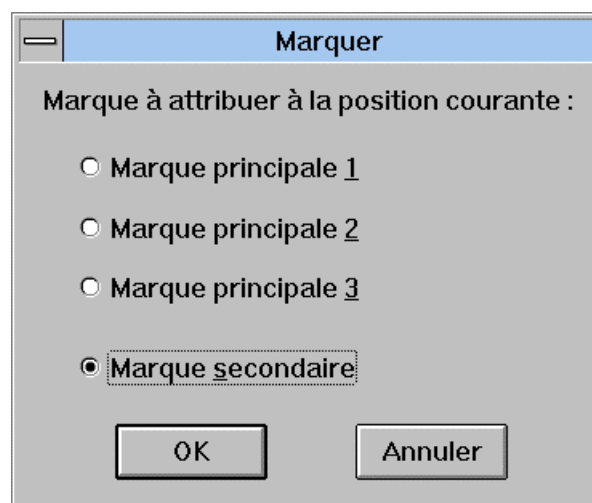 Marquer
Marque à attribuer à la position courante :
Marque principale 1
Marque principale 2
Marque principale 3
Marque secondaire
OK
Annuler